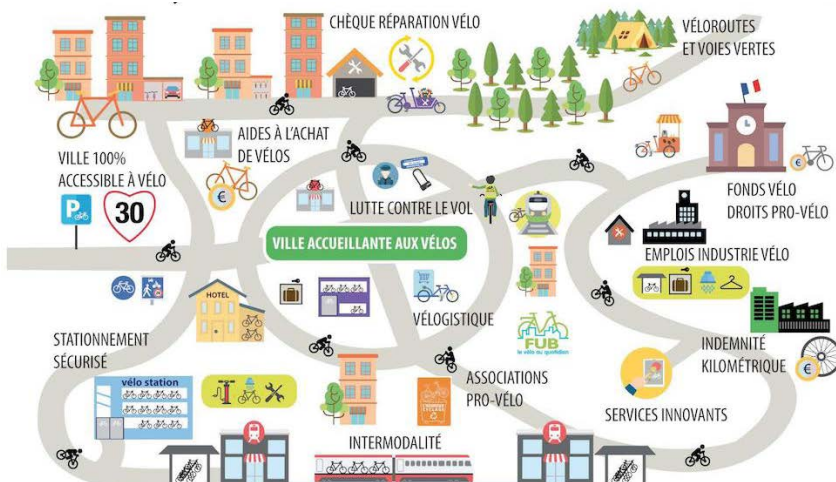 CHÈQUE RÉPARATION VÉLO
VÉLOROUTES
ET VOIES VERTES
AIDES À L'ACHAT
DE VÉLOS
VILLE 100%
ACCESSIBLE À VÉLO
P
30
€
LUTTE CONTRE LE VOL
FONDS VÉLO
DROITS PRO-VÉLO
€
VILLE ACCUEILLANTE AUX VÉLOS
EMPLOIS INDUSTRIE VÉLO
HOTEL
VÉLOGISTIQUE
STATIONNEMENT
SÉCURISÉ
FUB
le vélo au quotidien
INDEMNITÉ
KILOMÉTRIQUE
€
vélo station
ASSOCIATIONS
PRO-VÉLO
SERVICES INNOVANTS
INTERMODALITÉ